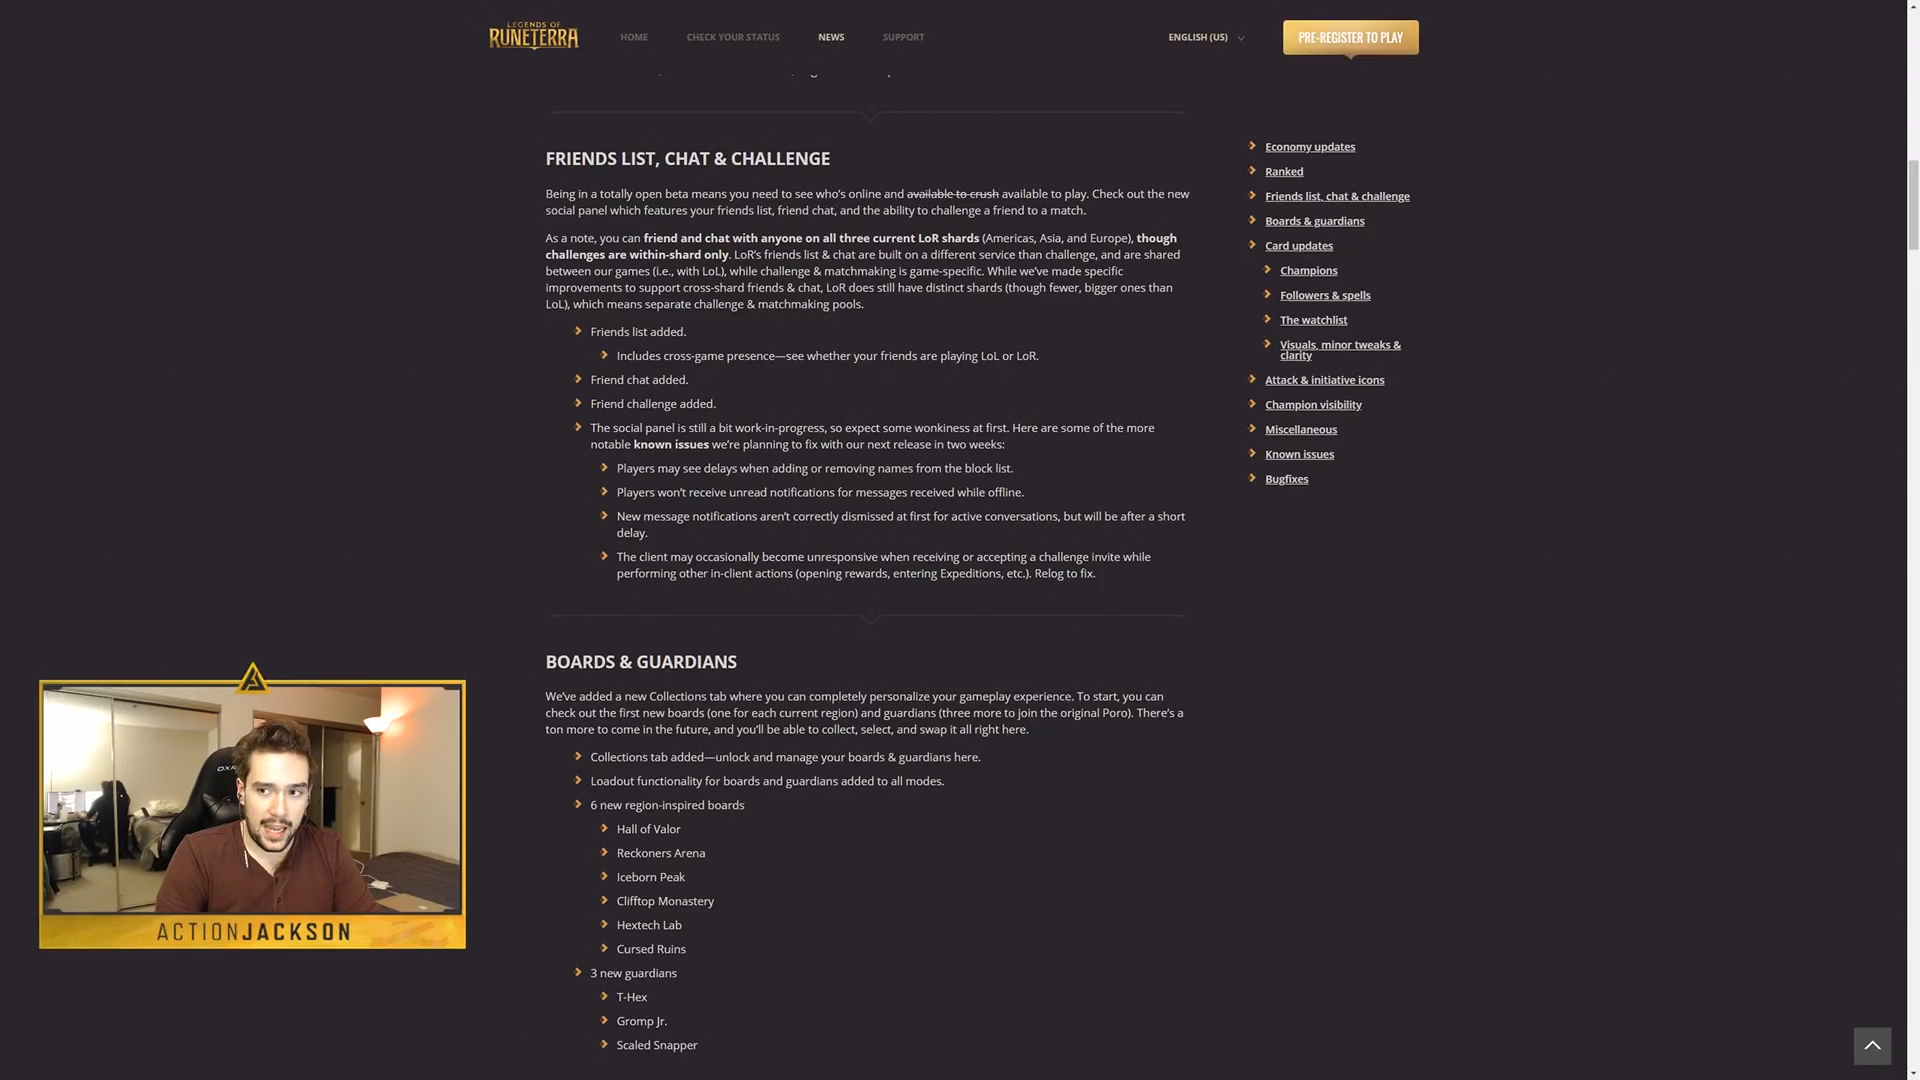 LEGENDS OF
RUNETERRA
HOME
CHECK YOUR STATUS
NEWS
SUPPORT
ENGLISH (US)
PRE-REGISTER TO PLAY
FRIENDS LIST, CHAT & CHALLENGE
Being in a totally open beta means you need to see who's online and available to crush available to play. Check out the new
social panel which features your friends list, friend chat, and the ability to challenge a friend to a match.
As a note, you can friend and chat with anyone on all three current LoR shards (Americas, Asia, and Europe), though
challenges are within-shard only. LoR's friends list & chat are built on a different service than challenge, and are shared
between our games (i.e., with LoL), while challenge & matchmaking is game-specific. While we've made specific
improvements to support cross-shard friends & chat, LoR does still have distinct shards (though fewer, bigger ones than
LoL), which means separate challenge & matchmaking pools.
Friends list added.
Includes cross-game presence—see whether your friends are playing LoL or LoR.
Friend chat added.
Friend challenge added.
The social panel is still a bit work-in-progress, so expect some wonkiness at first. Here are some of the more
notable known issues we're planning to fix with our next release in two weeks:
Players may see delays when adding or removing names from the block list.
Players won't receive unread notifications for messages received while offline.
New message notifications aren't correctly dismissed at first for active conversations, but will be after a short
delay.
The client may occasionally become unresponsive when receiving or accepting a challenge invite while
performing other in-client actions (opening rewards, entering Expeditions, etc.). Relog to fix.
BOARDS & GUARDIANS
We've added a new Collections tab where you can completely personalize your gameplay experience. To start, you can
check out the first new boards (one for each current region) and guardians (three more to join the original Poro). There's a
ton more to come in the future, and you'll be able to collect, select, and swap it all right here.
Collections tab added—unlock and manage your boards & guardians here.
Loadout functionality for boards and guardians added to all modes.
6 new region-inspired boards
Hall of Valor
Reckoners Arena
Iceborn Peak
Clifftop Monastery
Hextech Lab
Cursed Ruins
3 new guardians
T-Hex
Gromp Jr.
Scaled Snapper
Economy updates
Ranked
Friends list, chat & challenge
Boards & guardians
Card updates
Champions
Followers & spells
The watchlist
Visuals, minor tweaks &
clarity
Attack & initiative icons
Champion visibility
Miscellaneous
Known issues
Bugfixes
ACTIONJACKSON